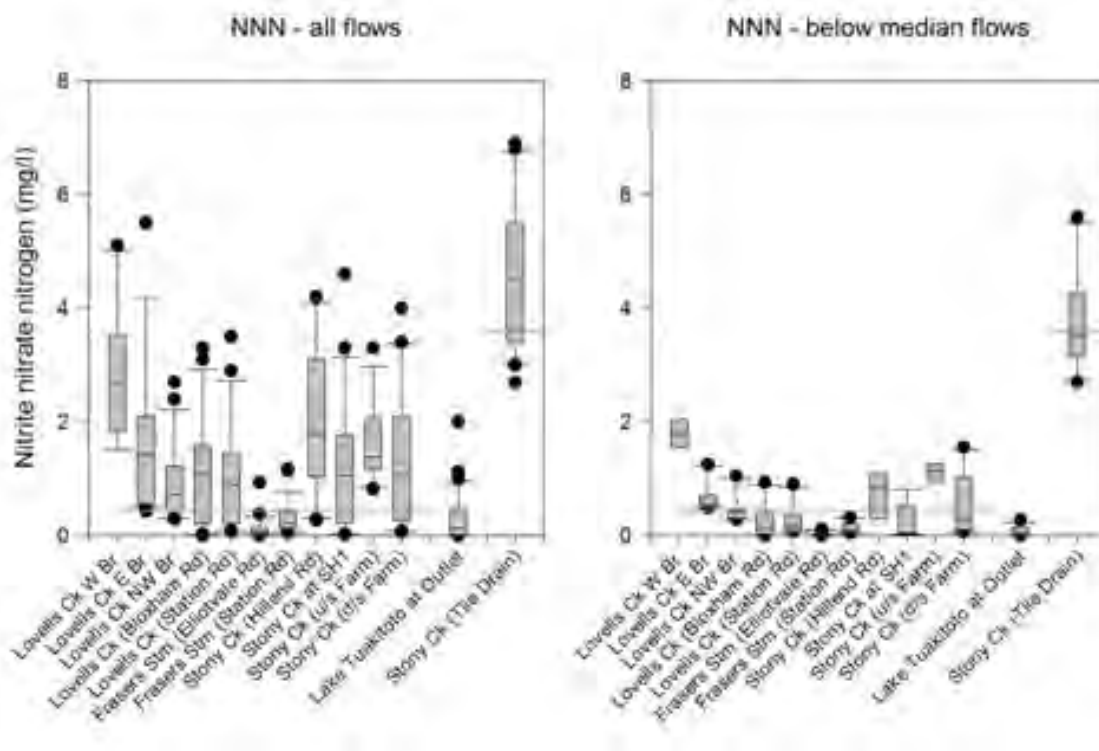 NNN - all flows
NNN - below median flows
Nitrite nitrate nitrogen (mg/l)
8
6
4
2
0
Lovells Ck W Br
Lovells Ck E Br
Lovells Ck NW Br
Lovells Ck (Bloxham Rd)
Lovells Ck (Station Rd)
Frasers Stm (Elliotvale Rd)
Frasers Stm (Station Rd)
Stony Ck (Hilland Rd)
Stony Ck at SH1
Stony Ck (u/s Farm)
Stony Ck (d/s Farm)
Lake Tuakitoto at Outlet
Stony Ck (Tile Drain)
8
6
4
2
0
Lovells Ck W Br
Lovells Ck E Br
Lovells Ck NW Br
Lovells Ck (Bloxham Rd)
Lovells Ck (Station Rd)
Frasers Stm (Elliotvale Rd)
Frasers Stm (Station Rd)
Stony Ck (Hilland Rd)
Stony Ck at SH1
Stony Ck (u/s Farm)
Stony Ck (d/s Farm)
Lake Tuakitoto at Outlet
Stony Ck (Tile Drain)